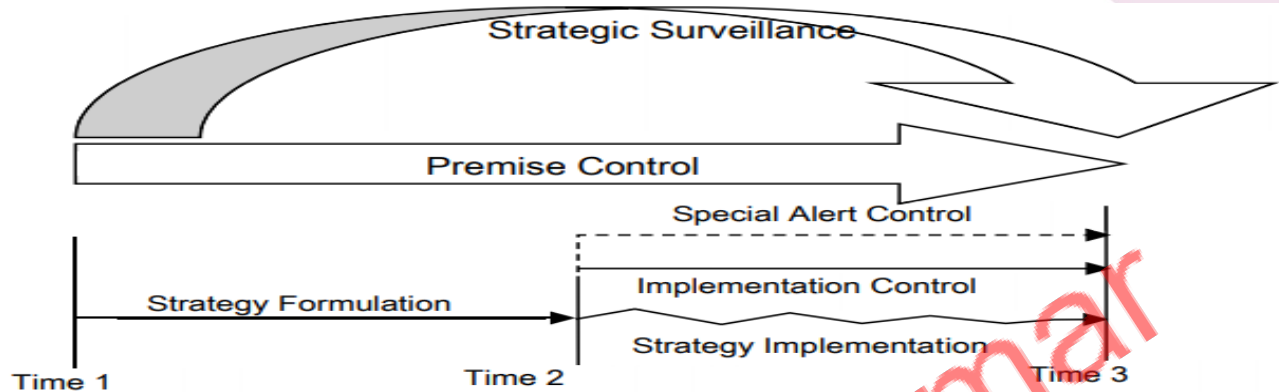 Strategic Surveillance
Premise Control
Special Alert Control
Implementation Control
Strategy Formulation
Strategy Implementation
Time 1
Time 2
Time 3
mar